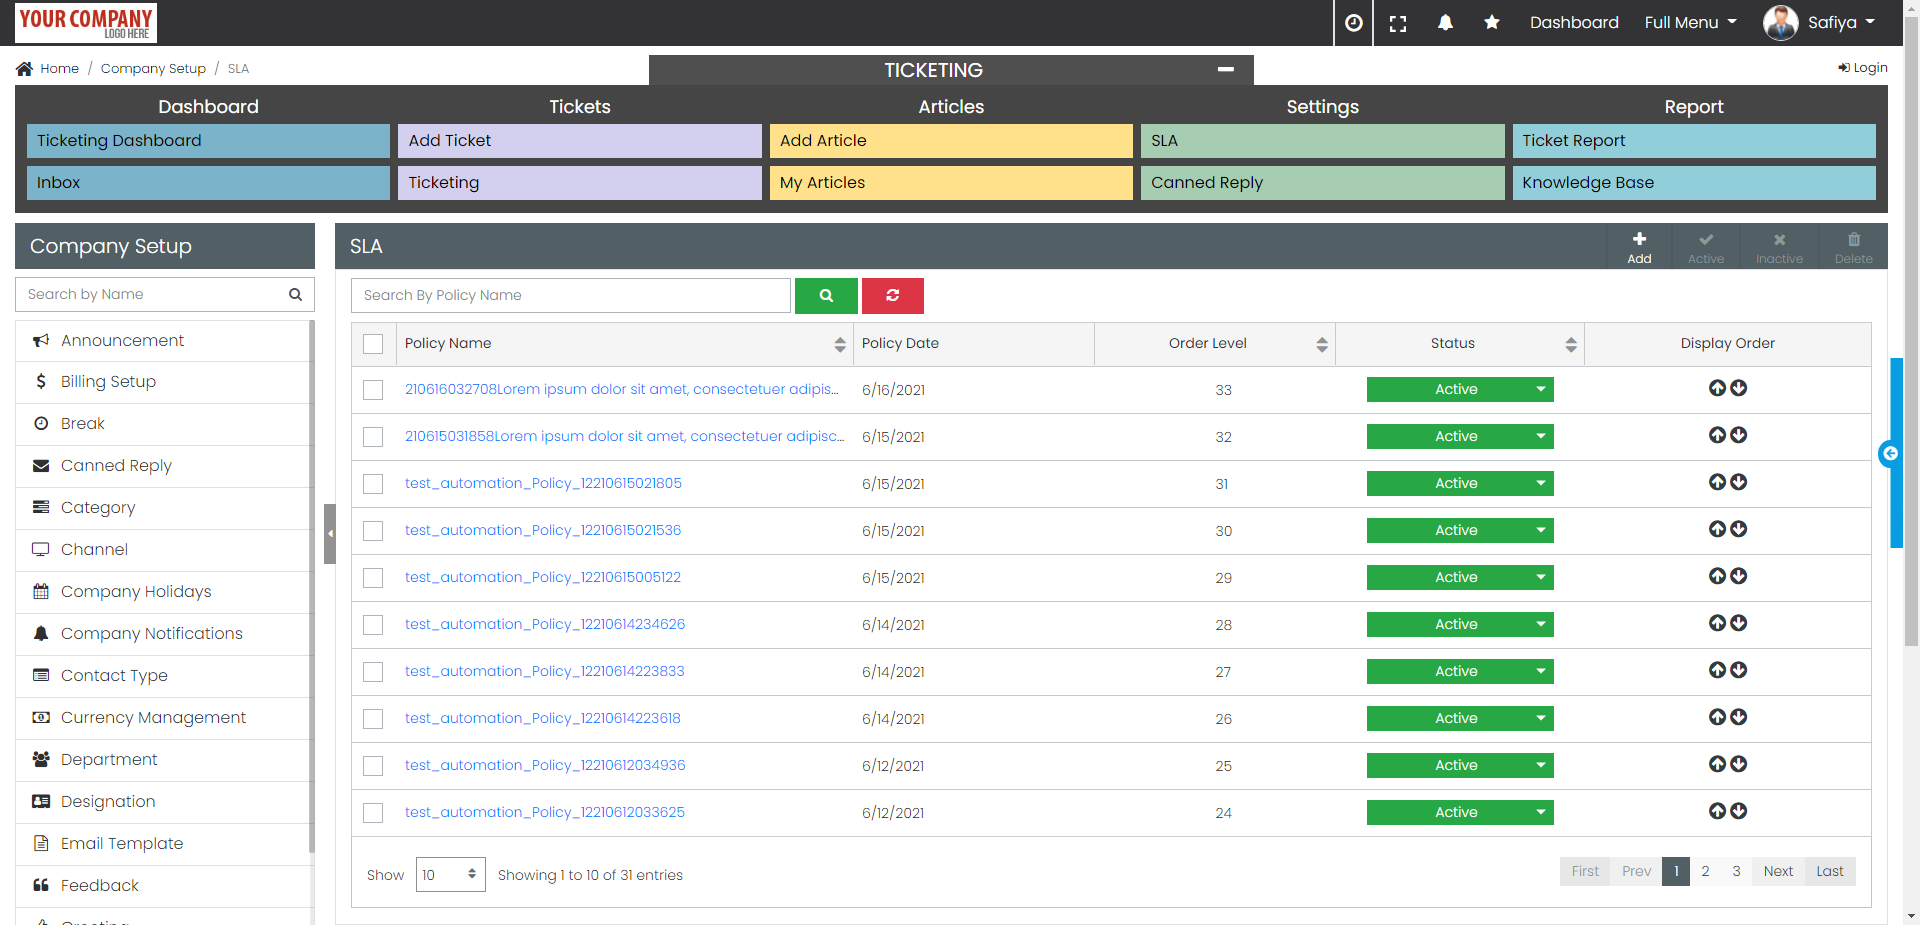 YOUR COMPANY
LOGO HERE
Dashboard
Full Menu
Safiya
Home / Company Setup / SLA
TICKETING
Login
Dashboard
Tickets
Articles
Settings
Report
Ticketing Dashboard
Add Ticket
Add Article
SLA
Ticket Report
Inbox
Ticketing
My Articles
Canned Reply
Knowledge Base
Company Setup
Search by Name
Announcement
Billing Setup
Break
Canned Reply
Category
Channel
Company Holidays
Company Notifications
Contact Type
Currency Management
Department
Designation
Email Template
Feedback
SLA
Add
Active
Inactive
Delete
Search By Policy Name
Policy Name Policy Date Order Level Status Display Order
210616032708Lorem ipsum dolor sit amet, consectetuer adipis... 6/16/2021 33 Active
210615031858Lorem ipsum dolor sit amet, consectetuer adipisc... 6/15/2021 32 Active
test_automation_Policy_12210615021805 6/15/2021 31 Active
test_automation_Policy_12210615021536 6/15/2021 30 Active
test_automation_Policy_12210615005122 6/15/2021 29 Active
test_automation_Policy_12210614234626 6/14/2021 28 Active
test_automation_Policy_12210614223833 6/14/2021 27 Active
test_automation_Policy_12210614223618 6/14/2021 26 Active
test_automation_Policy_12210612034936 6/12/2021 25 Active
test_automation_Policy_12210612033625 6/12/2021 24 Active
Show 10 Showing 1 to 10 of 31 entries
First Prev 1 2 3 Next Last